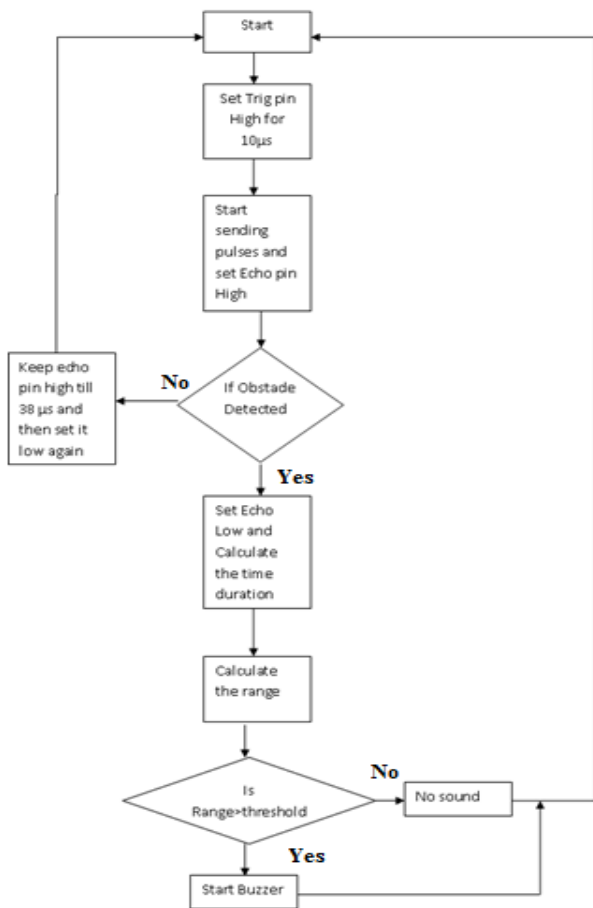 Start
Set Trig pin
High for
10µs
Start
sending
pulses and
set Echo pin
High
Keep echo
pin high till
38 µs and
then set it
low again
No
If Obstade
Detected
Yes
Set Echo
Low and
Calculate
the time
duration
Calculate
the range
Is
Range>threshold
No
No sound
Yes
Start Buzzer